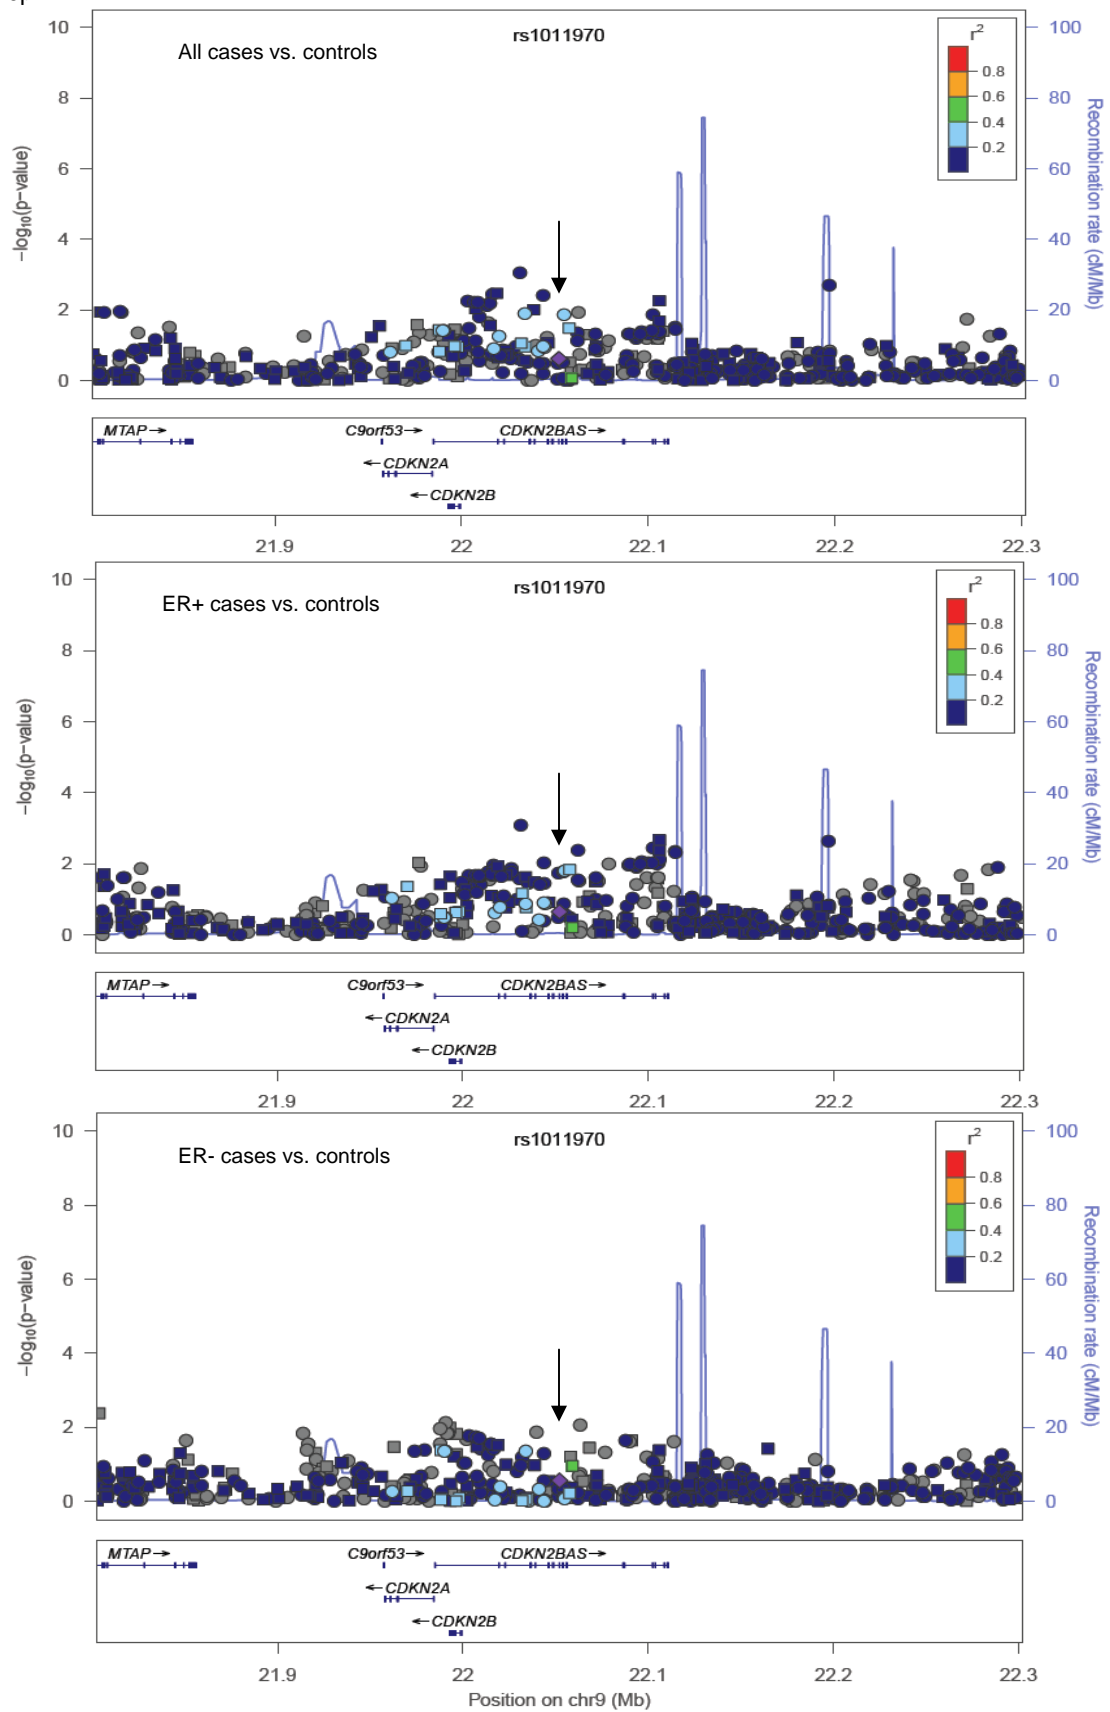 rs1011970
All cases vs. controls
r²
0.8
0.6
0.4
0.2
10
8
6
4
2
0
−log₁₀(p−value)
100
80
60
40
20
0
Recombination rate (cM/Mb)
MTAP→
C9orf53→
CDKN2BAS→
←CDKN2A
←CDKN2B
21.9
22
22.1
22.2
22.3
rs1011970
ER+ cases vs. controls
r²
0.8
0.6
0.4
0.2
10
8
6
4
2
0
−log₁₀(p−value)
100
80
60
40
20
0
Recombination rate (cM/Mb)
MTAP→
C9orf53→
CDKN2BAS→
←CDKN2A
←CDKN2B
21.9
22
22.1
22.2
22.3
rs1011970
ER- cases vs. controls
r²
0.8
0.6
0.4
0.2
10
8
6
4
2
0
−log₁₀(p−value)
100
80
60
40
20
0
Recombination rate (cM/Mb)
MTAP→
C9orf53→
CDKN2BAS→
←CDKN2A
←CDKN2B
21.9
22
22.1
22.2
22.3
Position on chr9 (Mb)